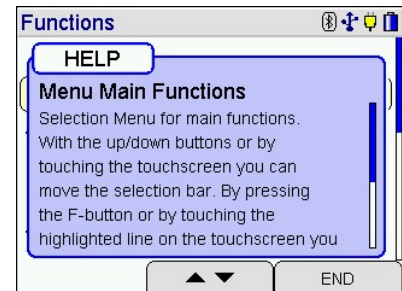 Functions
HELP
Menu Main Functions
Selection Menu for main functions.
With the up/down buttons or by
touching the touchscreen you can
move the selection bar. By pressing
the F-button or by touching the
highlighted line on the touchscreen you
END